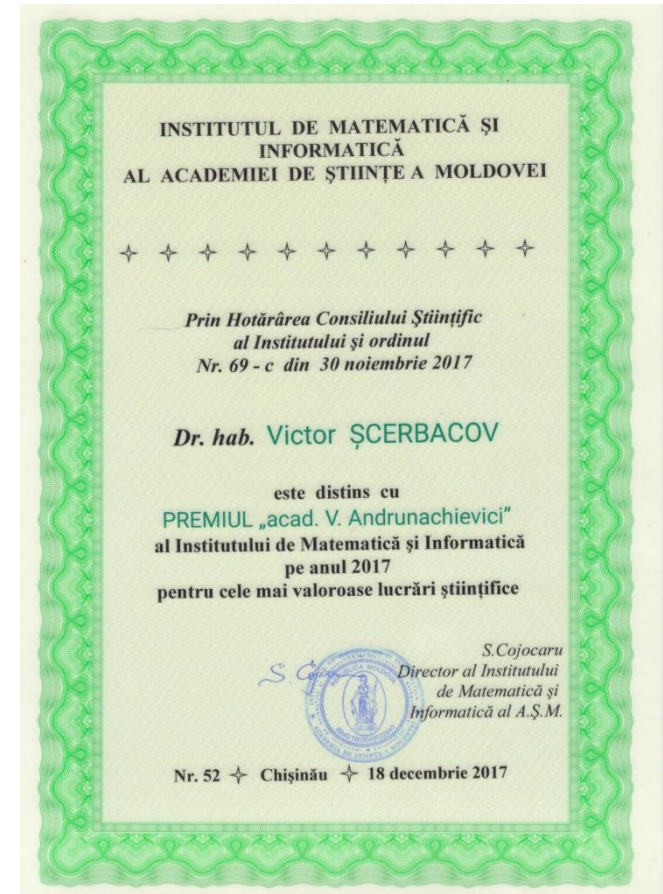 INSTITUTUL DE MATEMATICĂ ŞI
INFORMATICĂ
AL ACADEMIEI DE ŞTIINŢE A MOLDOVEI
Prin Hotărârea Consiliului Ştiinţific
al Institutului şi ordinul
Nr. 69 - c din 30 noiembrie 2017
Dr. hab. Victor ŞCERBACOV
este distins cu
PREMIUL „acad. V. Andrunachievici”
al Institutului de Matematică şi Informatică
pe anul 2017
pentru cele mai valoroase lucrări ştiinţifice
S.Cojocaru
Director al Institutului
de Matematică şi
Informatică al A.Ş.M.
REPUBLICA MOLDOVA
Nr. 52 ✧ Chişinău ✧ 18 decembrie 2017